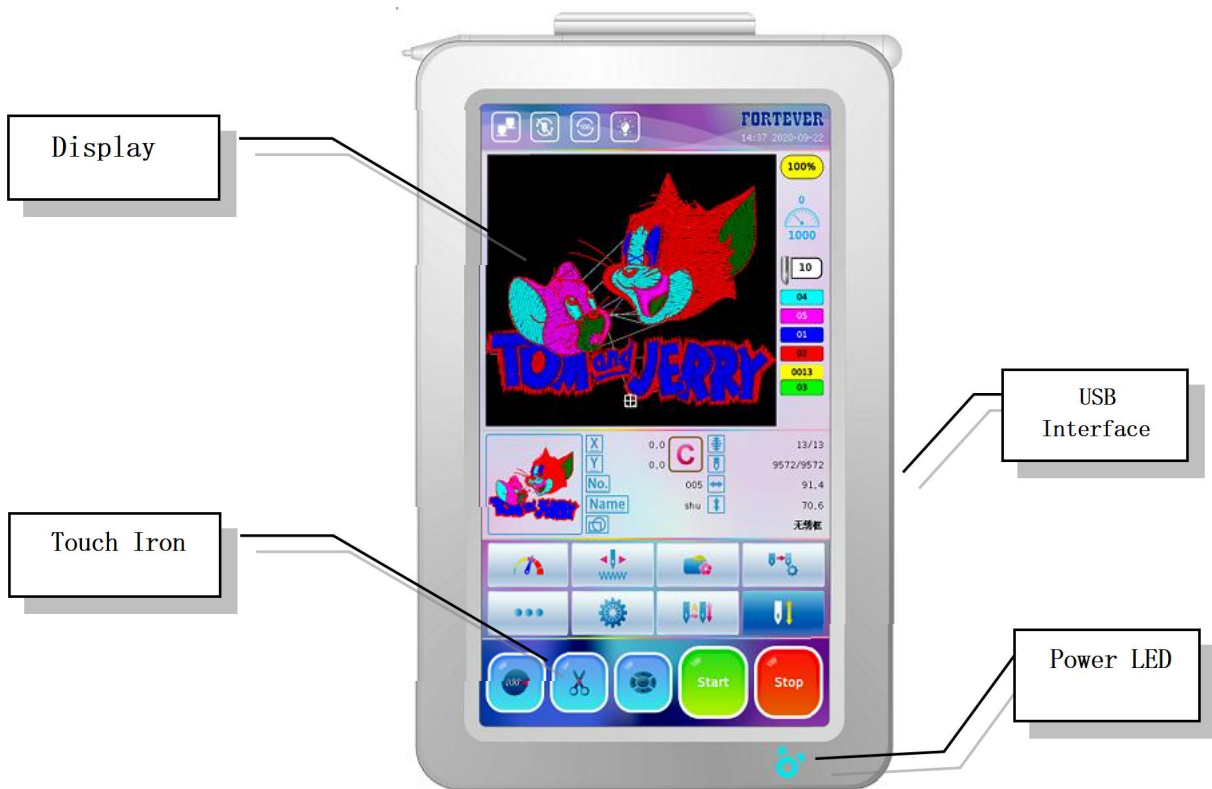 FORTEVER
14:37 2020-09-22
Display
100%
0
1000
10
04
05
01
02
0013
03
TOM and JERRY
USB
Interface
X 0.0 C 13/13
Y 0.0 9572/9572
No. 005 91.4
Name shu 70.6
无绣框
Touch Iron
100°
Start
Stop
Power LED